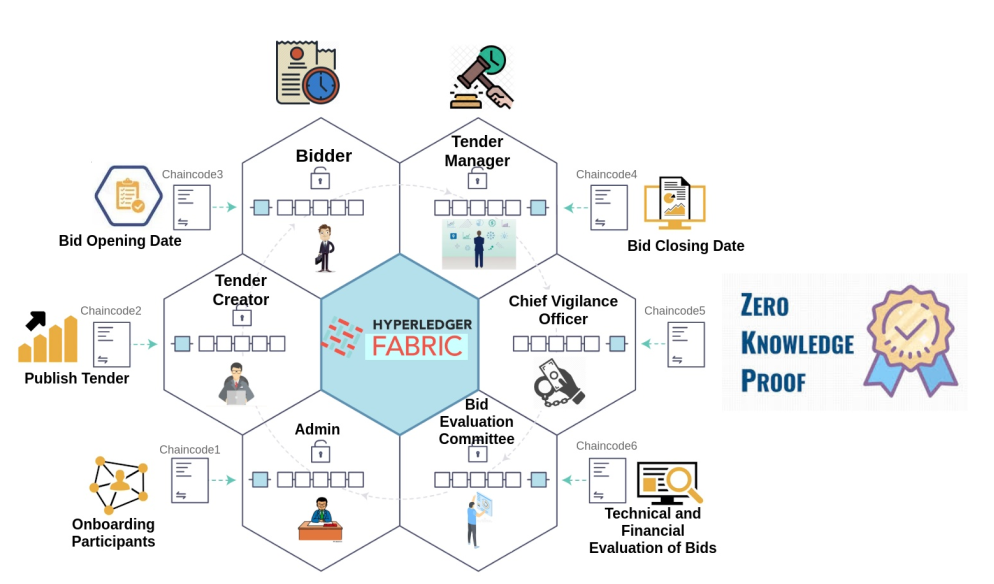 Bidder
Tender
Manager
Chaincode3
Chaincode4
Bid Opening Date
Bid Closing Date
Tender
Creator
Chief Vigilance
Officer
Chaincode2
Chaincode5
HYPERLEDGER
FABRIC
Publish Tender
ZERO
KNOWLEDGE
PROOF
Admin
Bid
Evaluation
Committee
Chaincode1
Chaincode6
Onboarding
Participants
Technical and
Financial
Evaluation of Bids